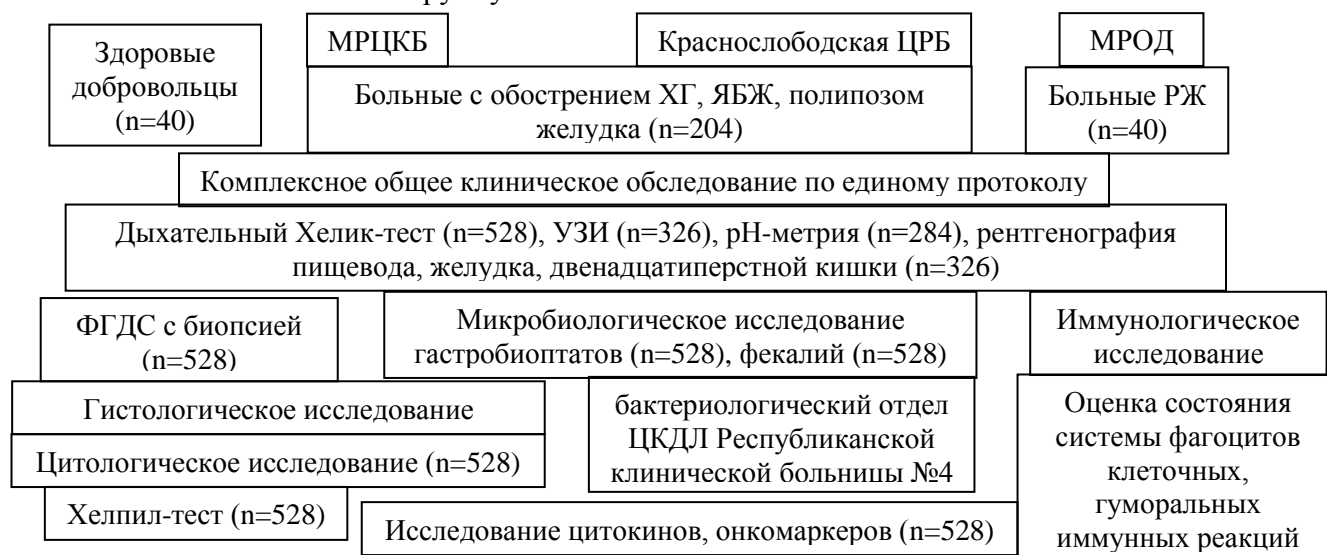 Здоровые
добровольцы
(n=40)
МРЦКБ
Краснослободская ЦРБ
МРОД
Больные с обострением ХГ, ЯБЖ, полипозом
желудка (n=204)
Больные РЖ
(n=40)
Комплексное общее клиническое обследование по единому протоколу
Дыхательный Хелик-тест (n=528), УЗИ (n=326), рН-метрия (n=284), рентгенография
пищевода, желудка, двенадцатиперстной кишки (n=326)
ФГДС с биопсией
(n=528)
Микробиологическое исследование
гастробиоптатов (n=528), фекалий (n=528)
Иммунологическое
исследование
Гистологическое исследование
Цитологическое исследование (n=528)
Хелпил-тест (n=528)
бактериологический отдел
ЦКДЛ Республиканской
клинической больницы №4
Исследование цитокинов, онкомаркеров (n=528)
Оценка состояния
системы фагоцитов
клеточных,
гуморальных
иммунных реакций